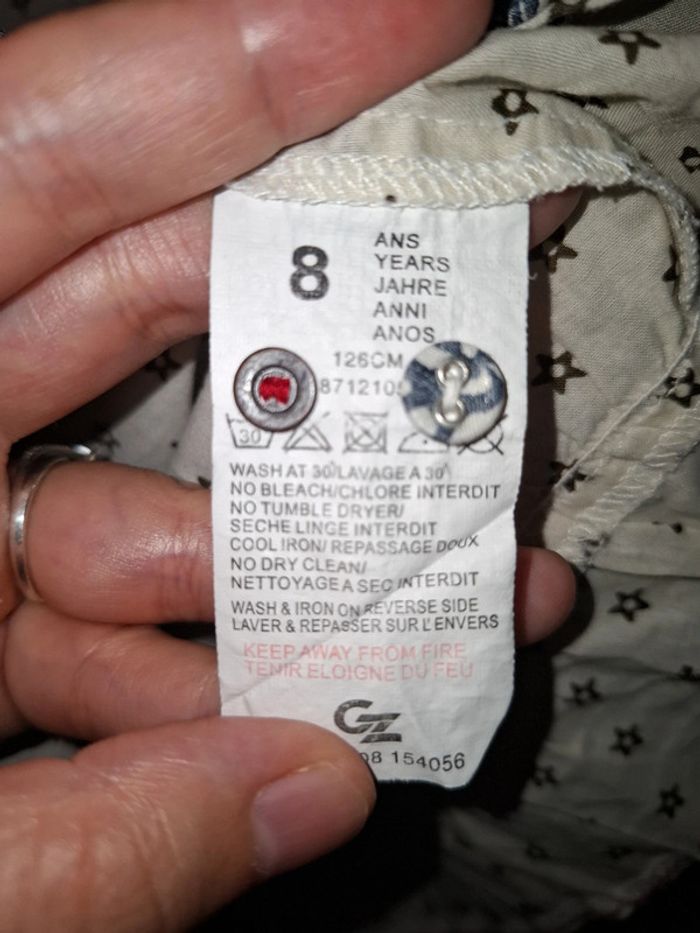 8
ANS
YEARS
JAHRE
ANNI
ANOS
126CM
30
WASH AT 30°/LAVAGE A 30°
NO BLEACH/CHLORE INTERDIT
NO TUMBLE DRYER/
SECHE LINGE INTERDIT
COOL IRON/ REPASSAGE DOUX
NO DRY CLEAN/
NETTOYAGE A SEC INTERDIT
WASH & IRON ON REVERSE SIDE
LAVER & REPASSER SUR L'ENVERS
KEEP AWAY FROM FIRE
TENIR ELOIGNE DU FEU
GZ
154056